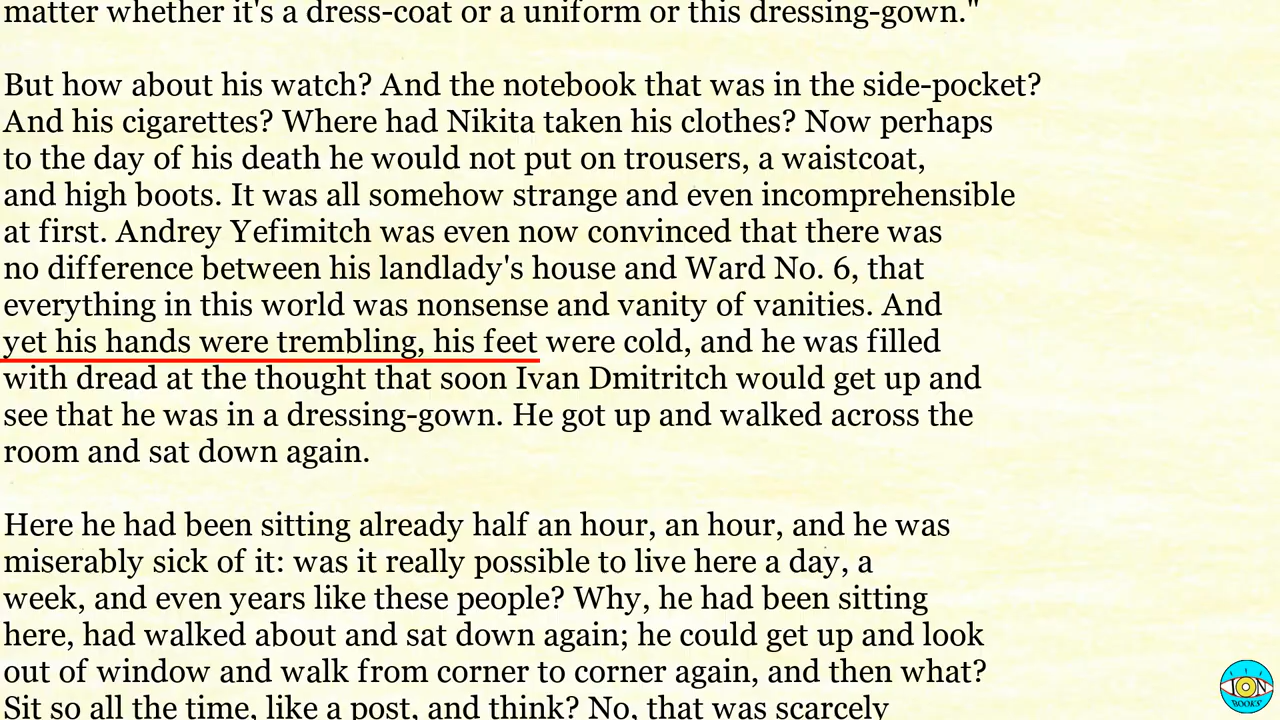 matter whether it's a dress-coat or a uniform or this dressing-gown."
But how about his watch? And the notebook that was in the side-pocket?
And his cigarettes? Where had Nikita taken his clothes? Now perhaps
to the day of his death he would not put on trousers, a waistcoat,
and high boots. It was all somehow strange and even incomprehensible
at first. Andrey Yefimitch was even now convinced that there was
no difference between his landlady's house and Ward No. 6, that
everything in this world was nonsense and vanity of vanities. And
yet his hands were trembling, his feet were cold, and he was filled
with dread at the thought that soon Ivan Dmitritch would get up and
see that he was in a dressing-gown. He got up and walked across the
room and sat down again.
Here he had been sitting already half an hour, an hour, and he was
miserably sick of it: was it really possible to live here a day, a
week, and even years like these people? Why, he had been sitting
here, had walked about and sat down again; he could get up and look
out of window and walk from corner to corner again, and then what?
Sit so all the time, like a post, and think? No, that was scarcely
ION
BOOKS